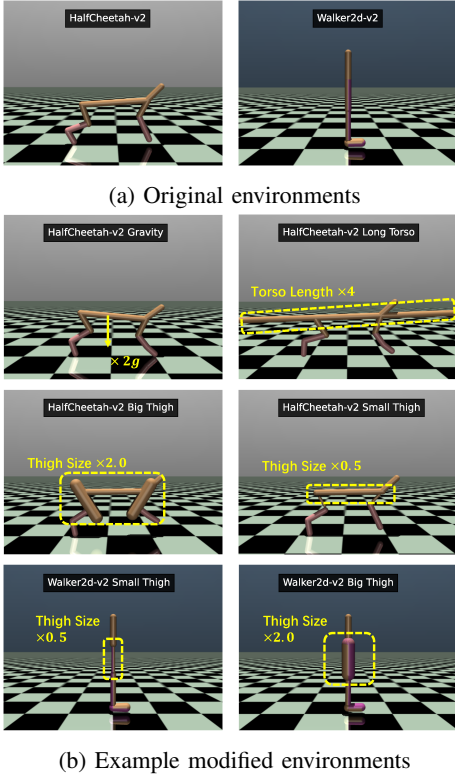 HalfCheetah-v2
Walker2d-v2
(a) Original environments
HalfCheetah-v2 Gravity
× 2g
HalfCheetah-v2 Long Torso
Torso Length ×4
HalfCheetah-v2 Big Thigh
Thigh Size ×2.0
HalfCheetah-v2 Small Thigh
Thigh Size ×0.5
Walker2d-v2 Small Thigh
Thigh Size
×0.5
Walker2d-v2 Big Thigh
Thigh Size
×2.0
(b) Example modified environments